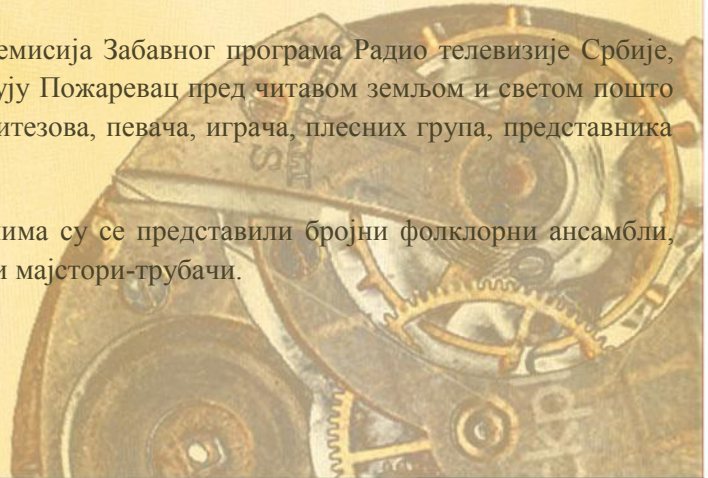 емисија Забавног програма Радио телевизије Србије,
ују Пожаревац пред читавом земљом и светом пошто
итезова, певача, играча, плесних група, представника
има су се представили бројни фолклорни ансамбли,
и мајстори-трубачи.